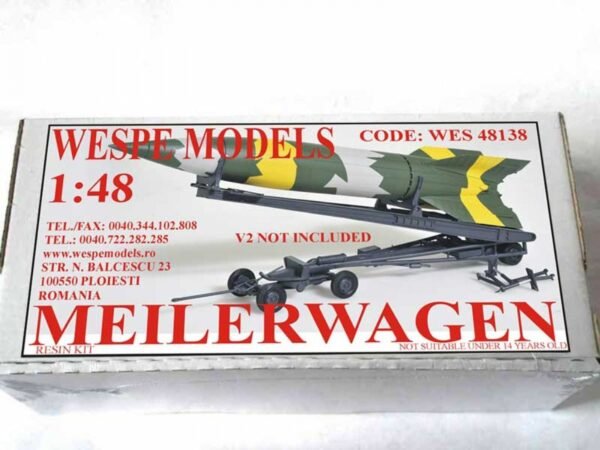 WESPE MODELS
CODE: WES 48138
1:48
TEL./FAX: 0040.344.102.808
TEL.: 0040.722.282.285
www.wespemodels.ro
STR. N. BALCESCU 23
100550 PLOIESTI
ROMANIA
V2 NOT INCLUDED
MEILERWAGEN
RESIN KIT
NOT SUITABLE UNDER 14 YEARS OLD